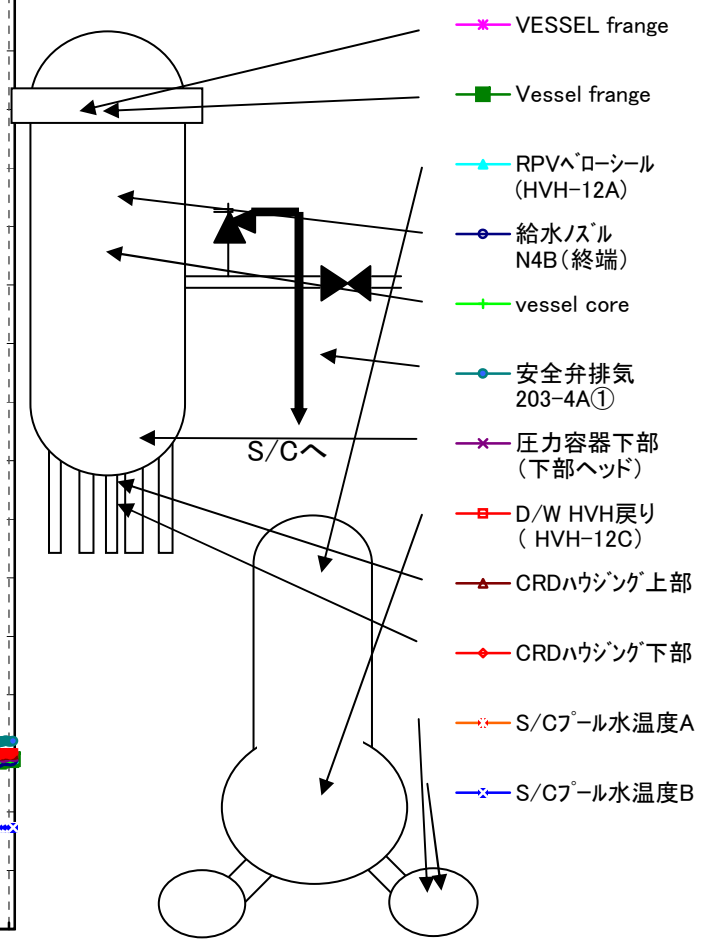 VESSEL frange
Vessel frange
RPVベローシール
(HVH-12A)
給水ノズル
N4B(終端)
vessel core
安全弁排気
203-4A①
圧力容器下部
(下部ヘッド)
D/W HVH戻り
( HVH-12C)
CRDハウジング上部
CRDハウジング下部
S/Cプール水温度A
S/Cプール水温度B
S/Cへ